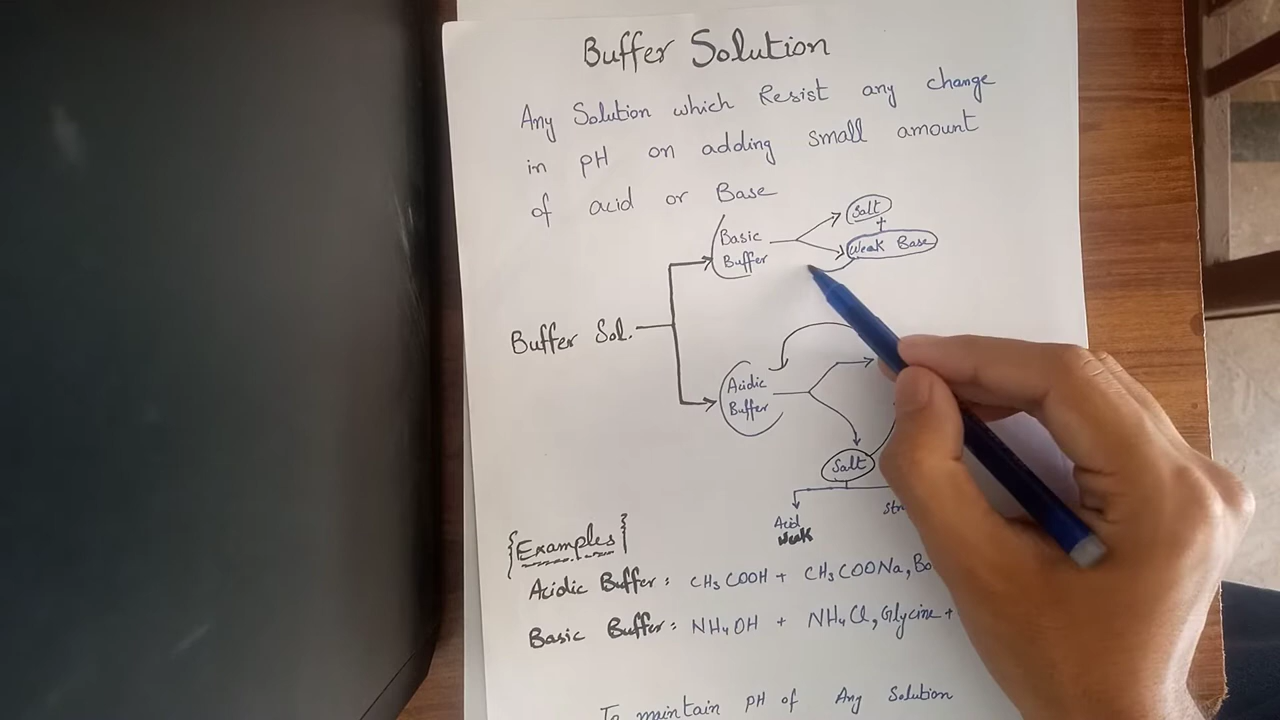 Buffer Solution
Any Solution which Resist any change
in pH on adding small amount
of acid or Base
Salt
+
Basic
Weak Base
Buffer
Buffer Sol.
Acidic
Buffer
Salt
Acid
Weak
{Examples}
Acidic Buffer: CH3COOH + CH3COONa,
Basic Buffer: NH4OH + NH4Cl, Glycine +
To maintain pH of Any Solution